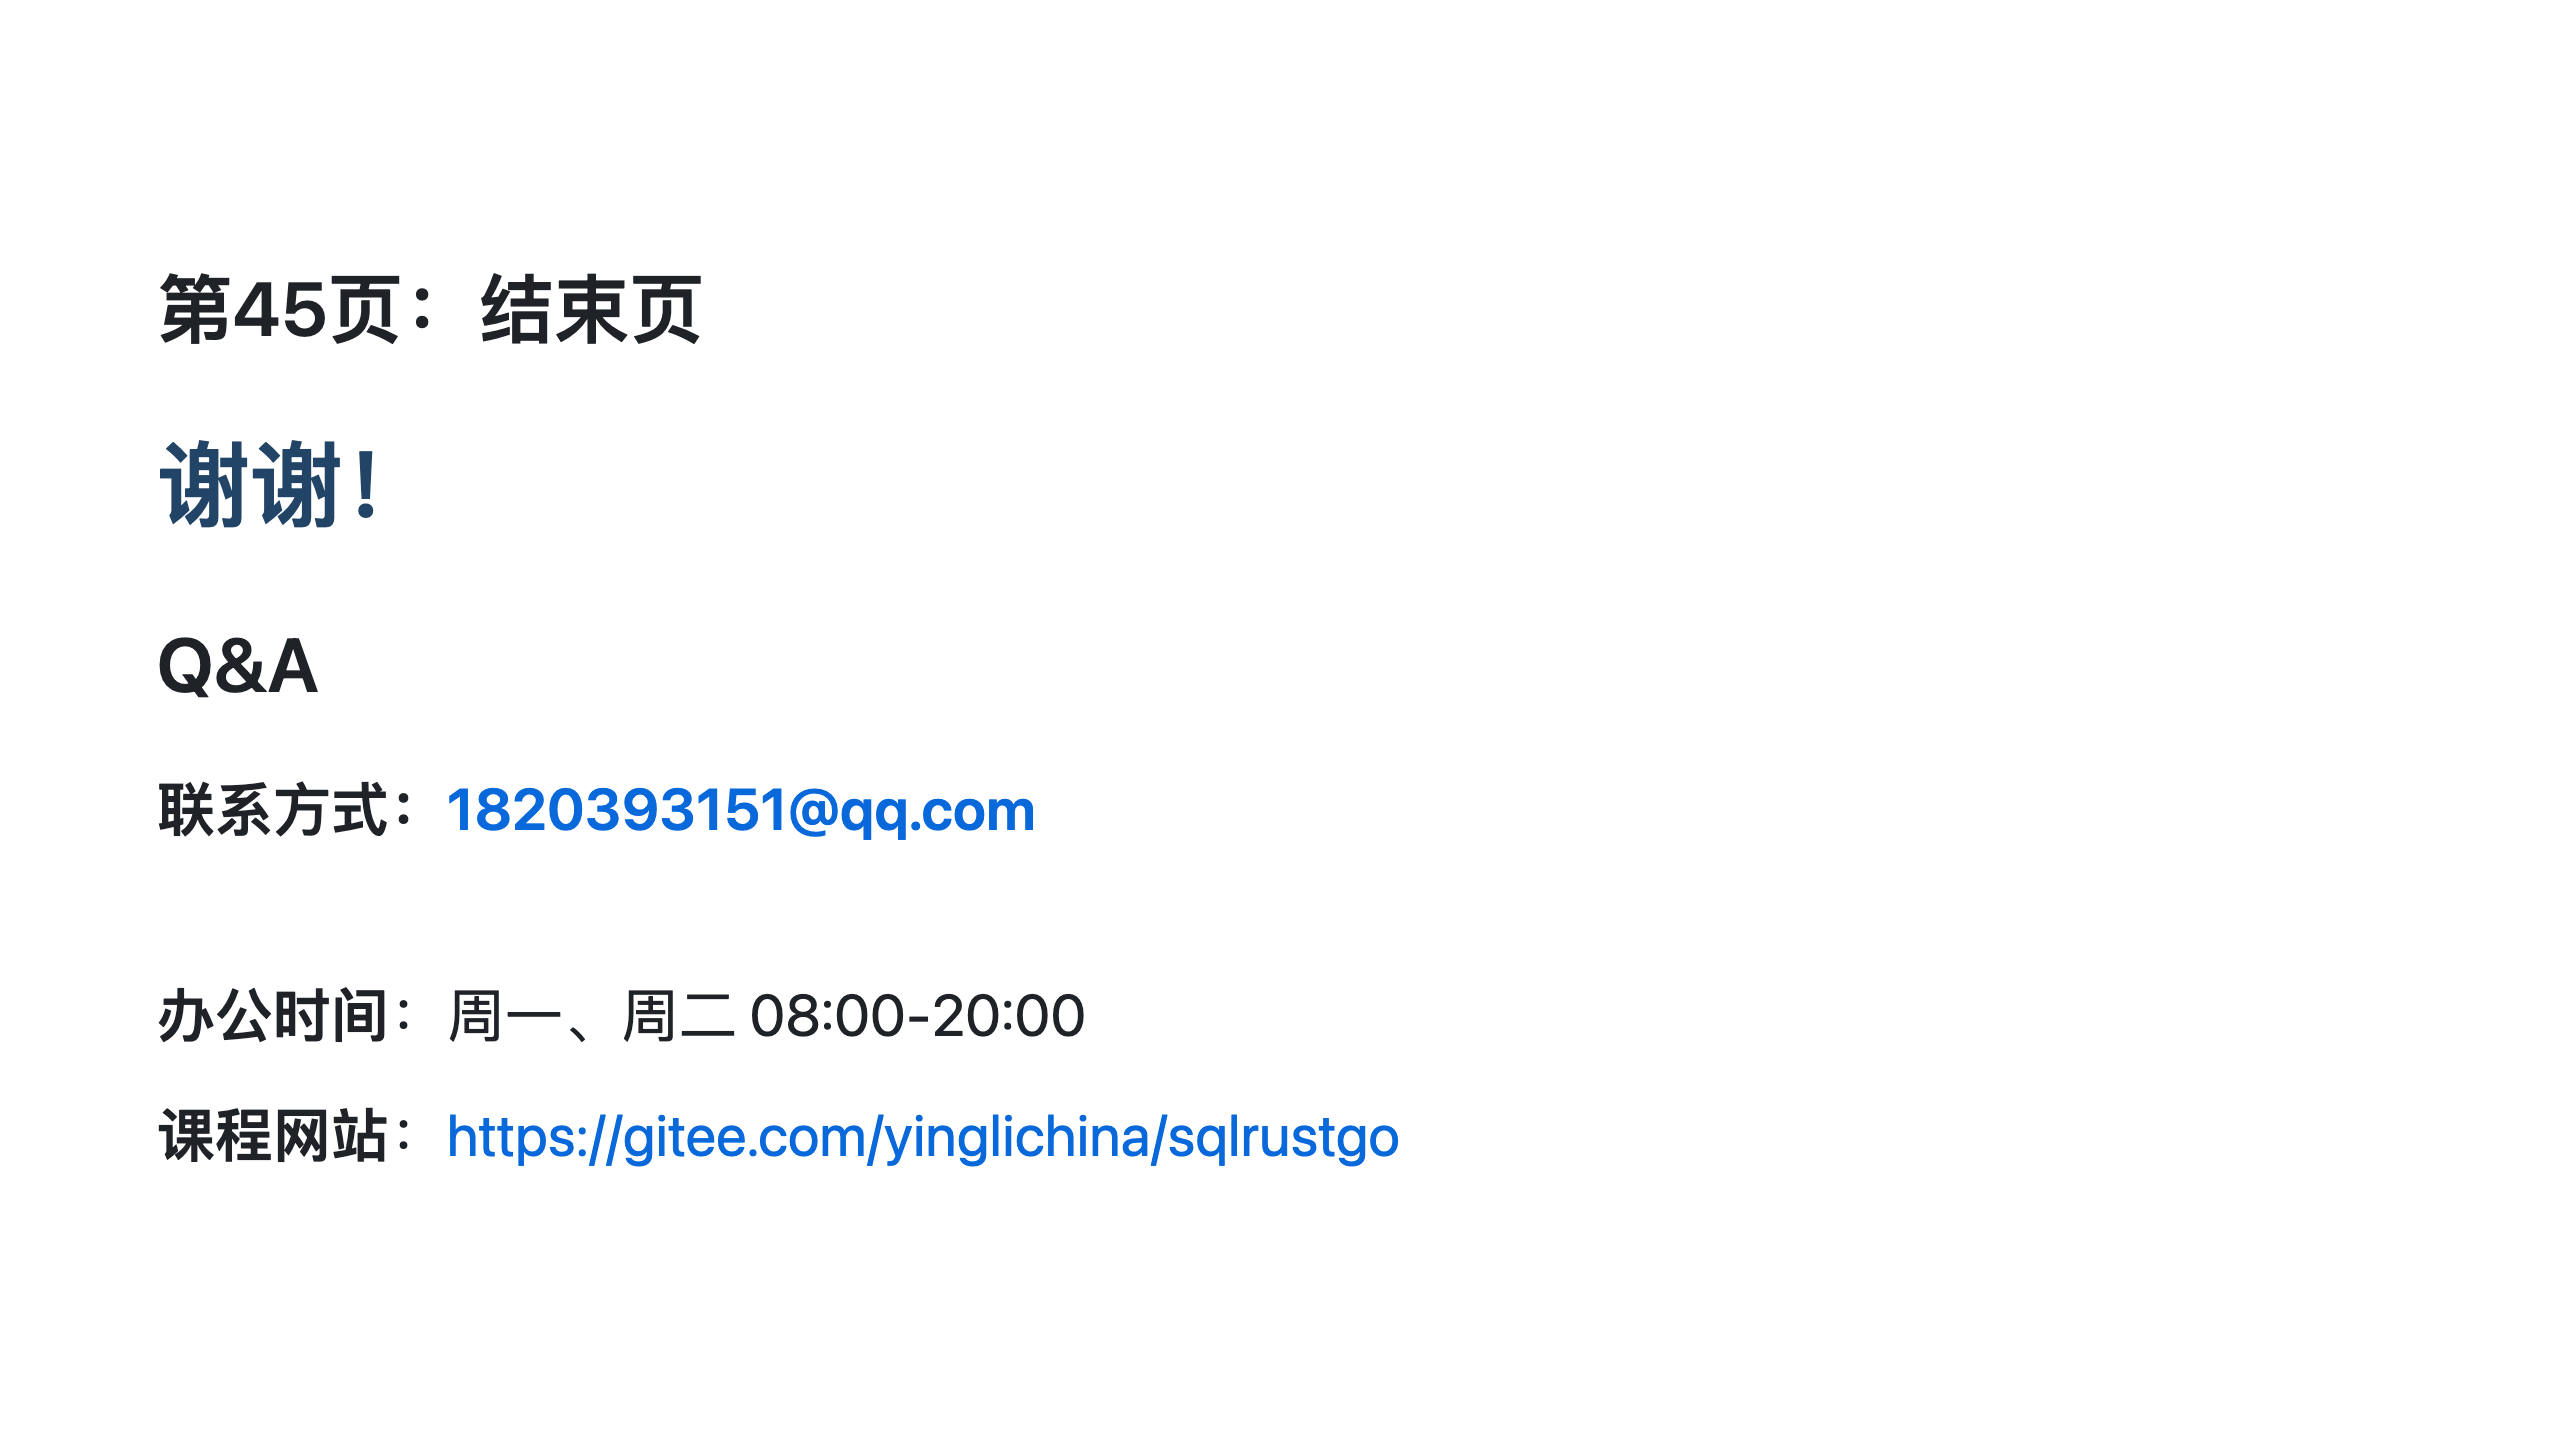 第45页：结束页
谢谢！
Q&A
联系方式：1820393151@qq.com
办公时间：周一、周二 08:00-20:00
课程网站：https://gitee.com/yinglichina/sqlrustgo